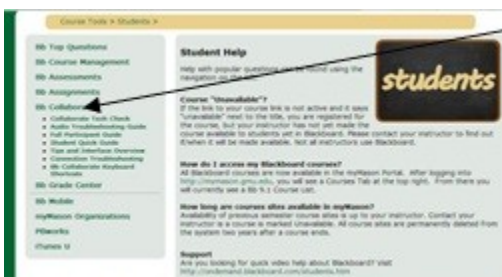 Course Tools > Students >
Bb Top Questions
Bb Course Management
Bb Assessments
Bb Assignments
Bb
Collaborate Tech Check
Audio Troubleshooting Guide
Full Participant Guide
Student Quick Guide
Tips and Interface Overview
Connection Troubleshooting
Bb Collaborate Keyboard
Shortcuts
Bb Grade Center
Bb Mobile
myMason Organizations
PBworks
iTunes U
Student Help
Help with popular questions can be found using the
navigation on the
students
Course "Unavailable"?
If the link to your course link is not active and it says
"unavailable" next to the title, you are registered for
the course, but your instructor has not yet made the
course available to students yet in Blackboard. Please contact your instructor to find out
if/when it will be made available. Not all instructors use Blackboard.
How do I access my Blackboard courses?
All Blackboard courses are now available in the myMason Portal. After logging into
http://mymason.gmu.edu, you will see a Courses Tab at the top right. From there you
will currently see a Bb 9.1 Course List.
How long are courses sites available in myMason?
Availability of previous semester course sites is up to your instructor. Contact your
instructor is a course is marked Unavailable. All course sites are permanently deleted from
the system two years after a course ends.
Support
Are you looking for quick video help about Blackboard? Visit
http://ondemand.blackboard.com/students.htm